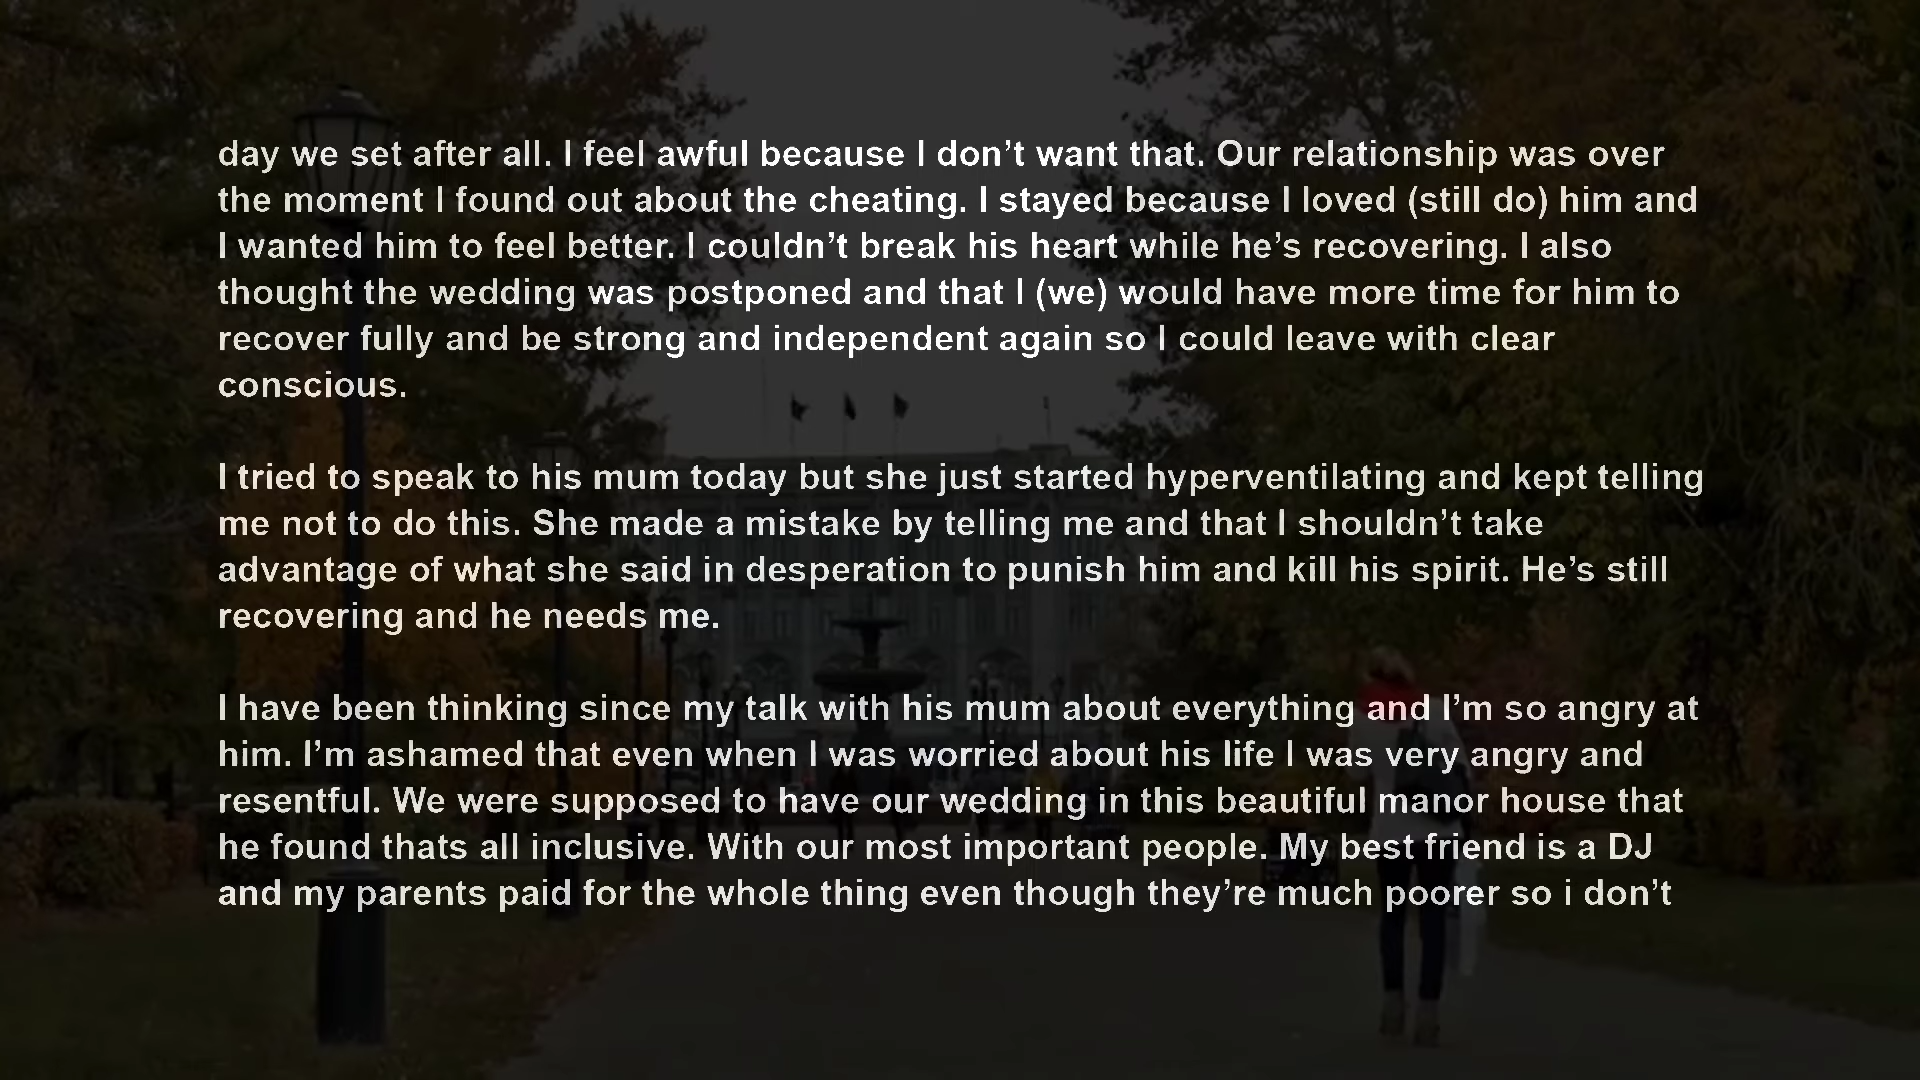 day we set after all. I feel awful because I don’t want that. Our relationship was over
the moment I found out about the cheating. I stayed because I loved (still do) him and
I wanted him to feel better. I couldn’t break his heart while he’s recovering. I also
thought the wedding was postponed and that I (we) would have more time for him to
recover fully and be strong and independent again so I could leave with clear
conscious.
I tried to speak to his mum today but she just started hyperventilating and kept telling
me not to do this. She made a mistake by telling me and that I shouldn’t take
advantage of what she said in desperation to punish him and kill his spirit. He’s still
recovering and he needs me.
I have been thinking since my talk with his mum about everything and I’m so angry at
him. I’m ashamed that even when I was worried about his life I was very angry and
resentful. We were supposed to have our wedding in this beautiful manor house that
he found thats all inclusive. With our most important people. My best friend is a DJ
and my parents paid for the whole thing even though they’re much poorer so i don’t